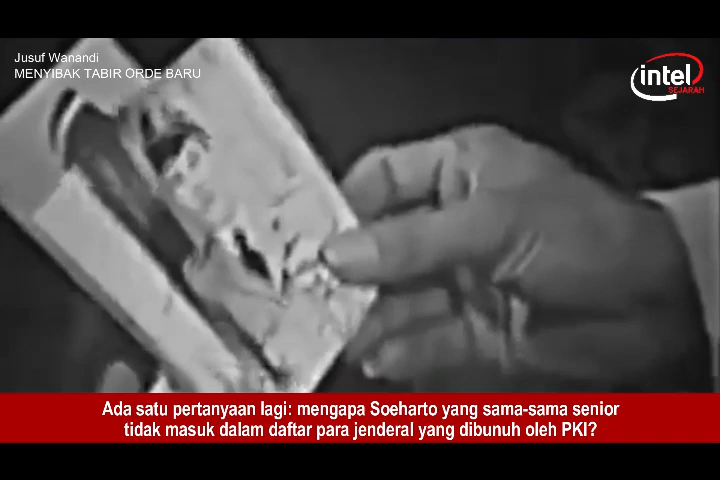 Jusuf Wanandi
MENYIBAK TABIR ORDE BARU
intel
SEJARAH
Ada satu pertanyaan lagi: mengapa Soeharto yang sama-sama senior
tidak masuk dalam daftar para jenderal yang dibunuh oleh PKI?